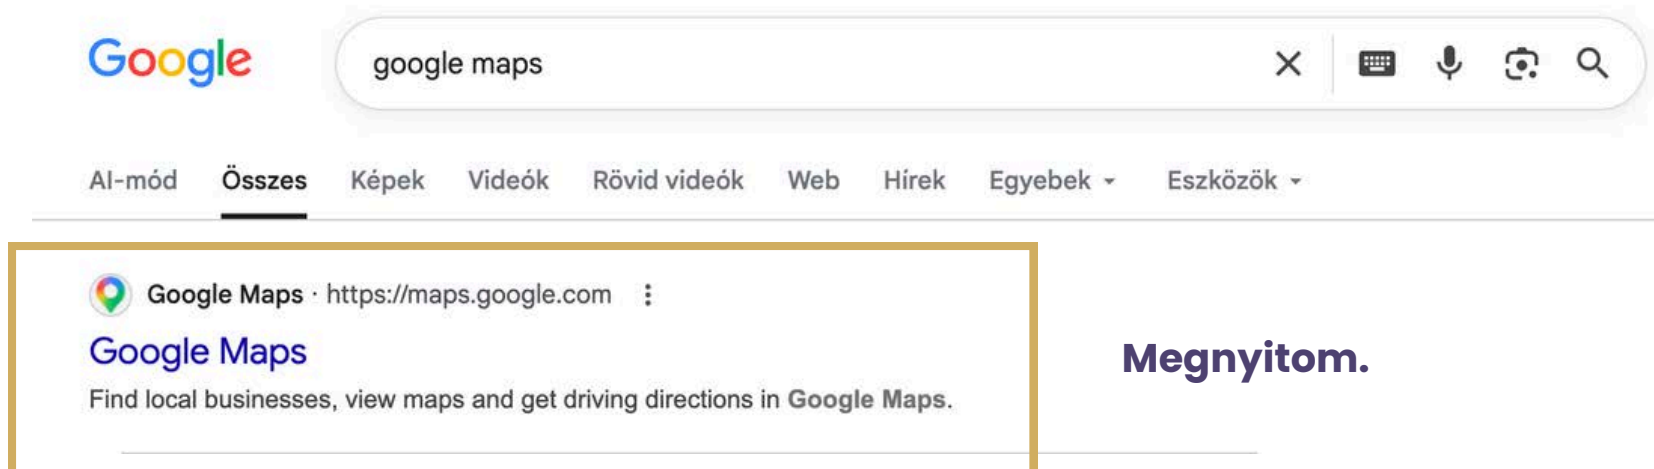 Google
google maps
AI-mód Összes Képek Videók Rövid videók Web Hírek Egyebek Eszközök
Google Maps · https://maps.google.com
Google Maps
Find local businesses, view maps and get driving directions in Google Maps.
Megnyitom.